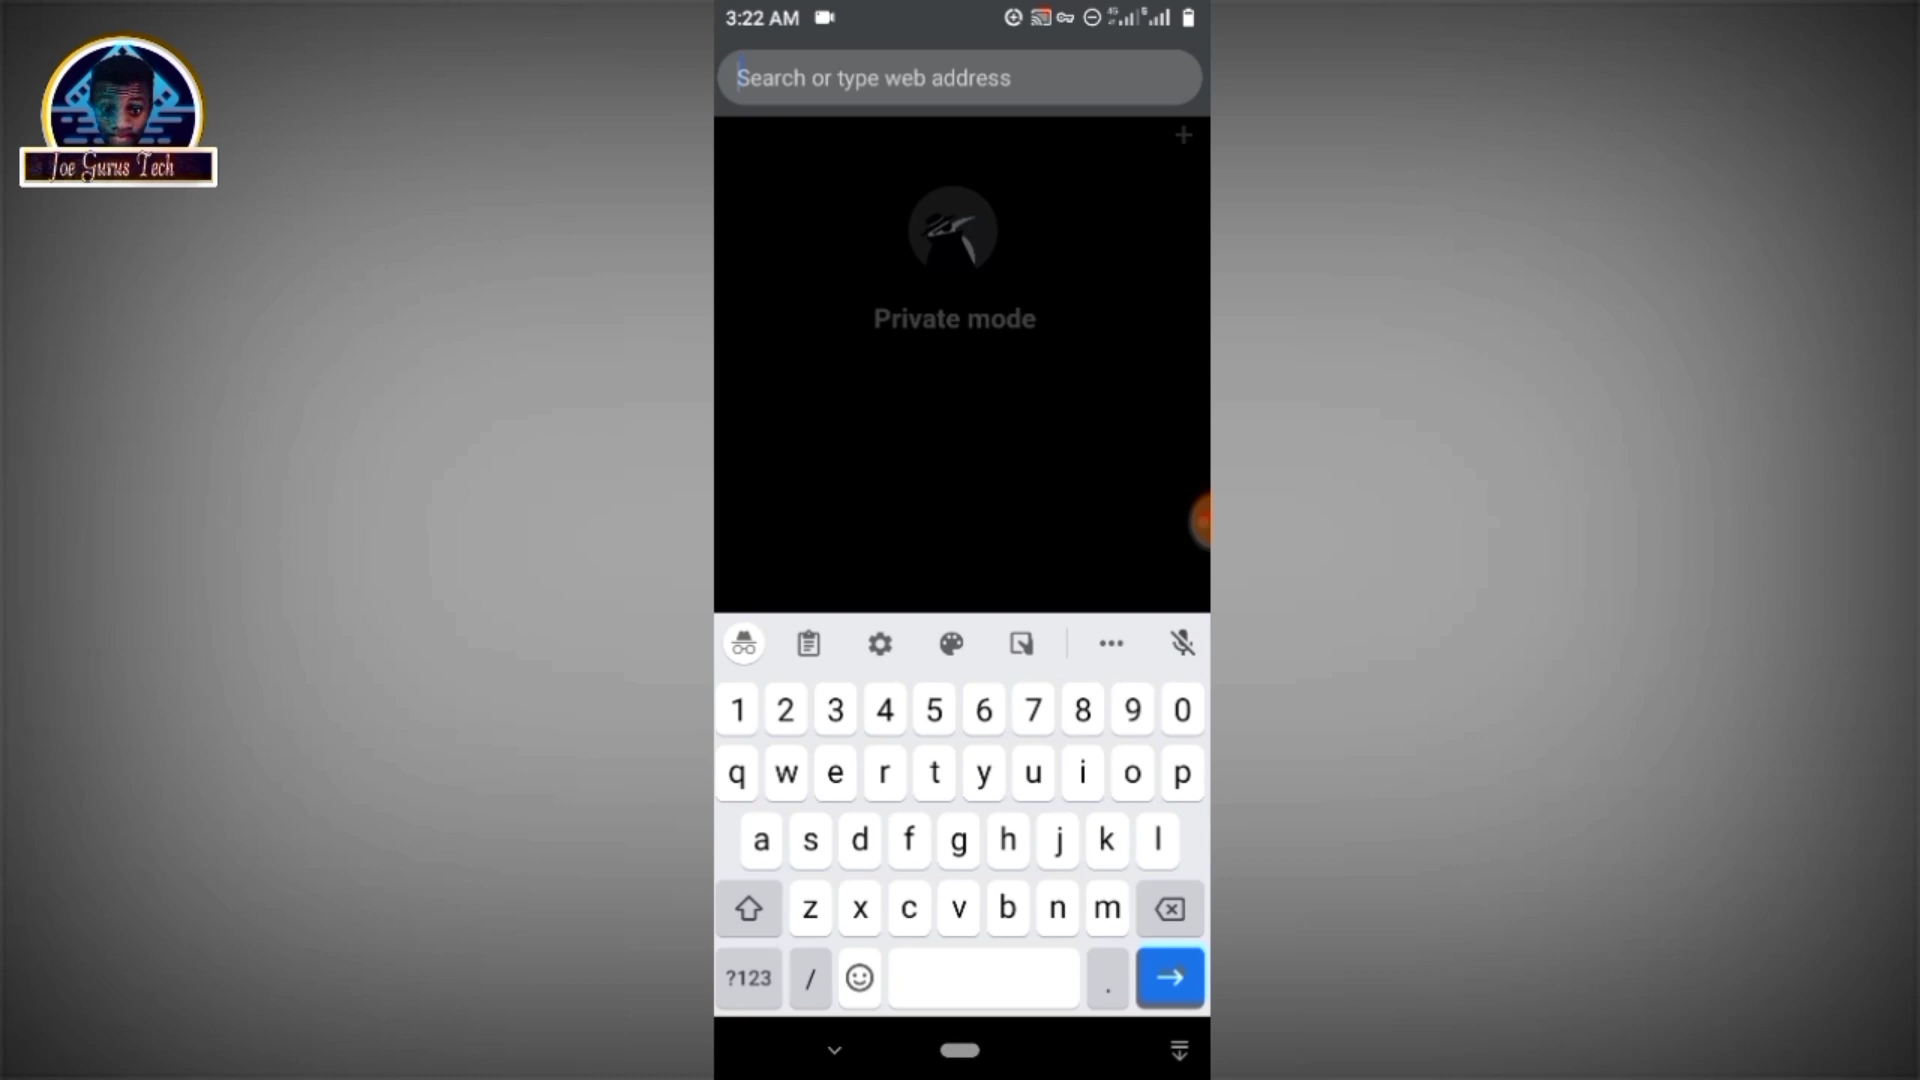 3:22 AM
4G
Search or type web address
Joe Gurus Tech
Private mode
1 2 3 4 5 6 7 8 9 0
q w e r t y u i o p
a s d f g h j k l
z x c v b n m
?123 / .